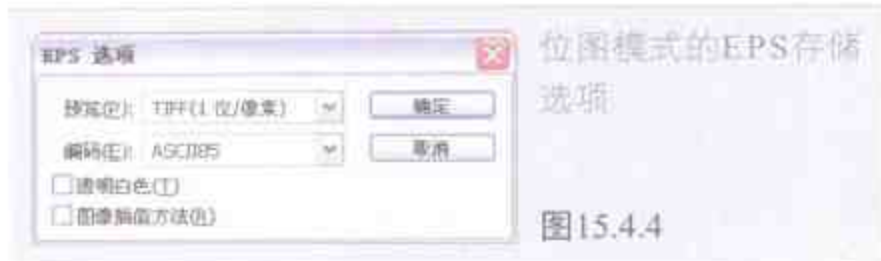 EPS 选项
预览(P): TIFF(1 位/像素)
确定
编码(E): ASCII85
取消
透明白色(T)
图像插值方法(R)
位图模式的EPS存储
选项
图15.4.4